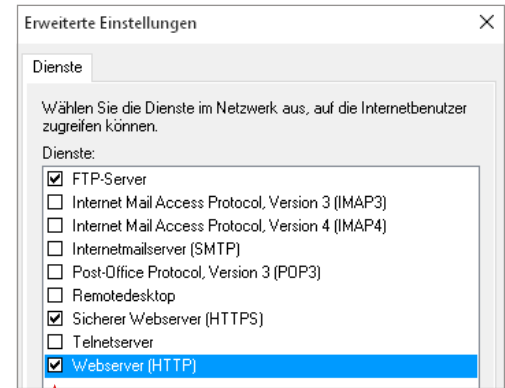 Erweiterte Einstellungen
Dienste
Wählen Sie die Dienste im Netzwerk aus, auf die Internetbenutzer
zugreifen können.
Dienste:
FTP-Server
Internet Mail Access Protocol, Version 3 (IMAP3)
Internet Mail Access Protocol, Version 4 (IMAP4)
Internetmailserver (SMTP)
Post-Office Protocol, Version 3 (POP3)
Remotedesktop
Sicherer Webserver (HTTPS)
Telnetserver
Webserver (HTTP)